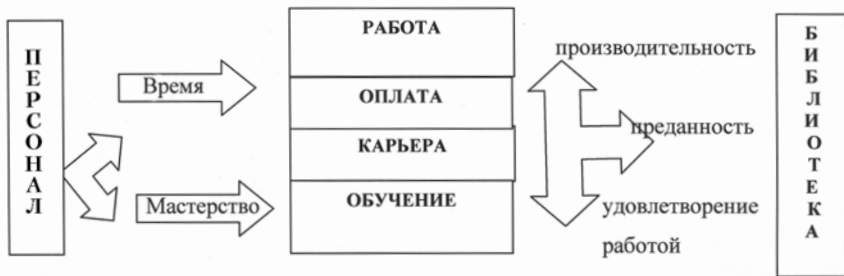 ПЕРСОНАЛ
Время
Мастерство
РАБОТА
ОПЛАТА
КАРЬЕРА
ОБУЧЕНИЕ
производительность
преданность
удовлетворение
работой
БИБЛИОТЕКА